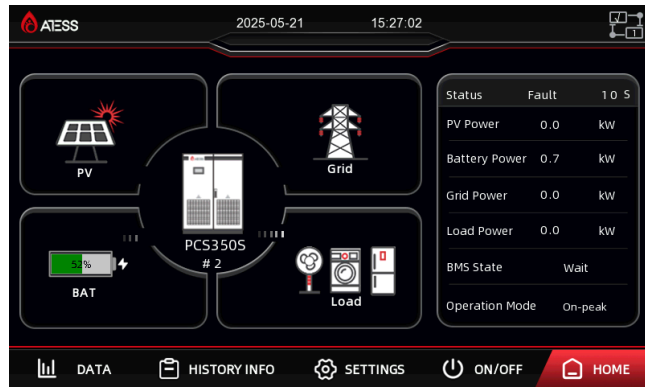 ATESS 2025-05-21 15:27:02
1
PV
Grid
PCS350S
# 2
52%
BAT
Load
Status Fault 10 S
PV Power 0.0 kW
Battery Power 0.7 kW
Grid Power 0.0 kW
Load Power 0.0 kW
BMS State Wait
Operation Mode On-peak
DATA HISTORY INFO SETTINGS ON/OFF HOME